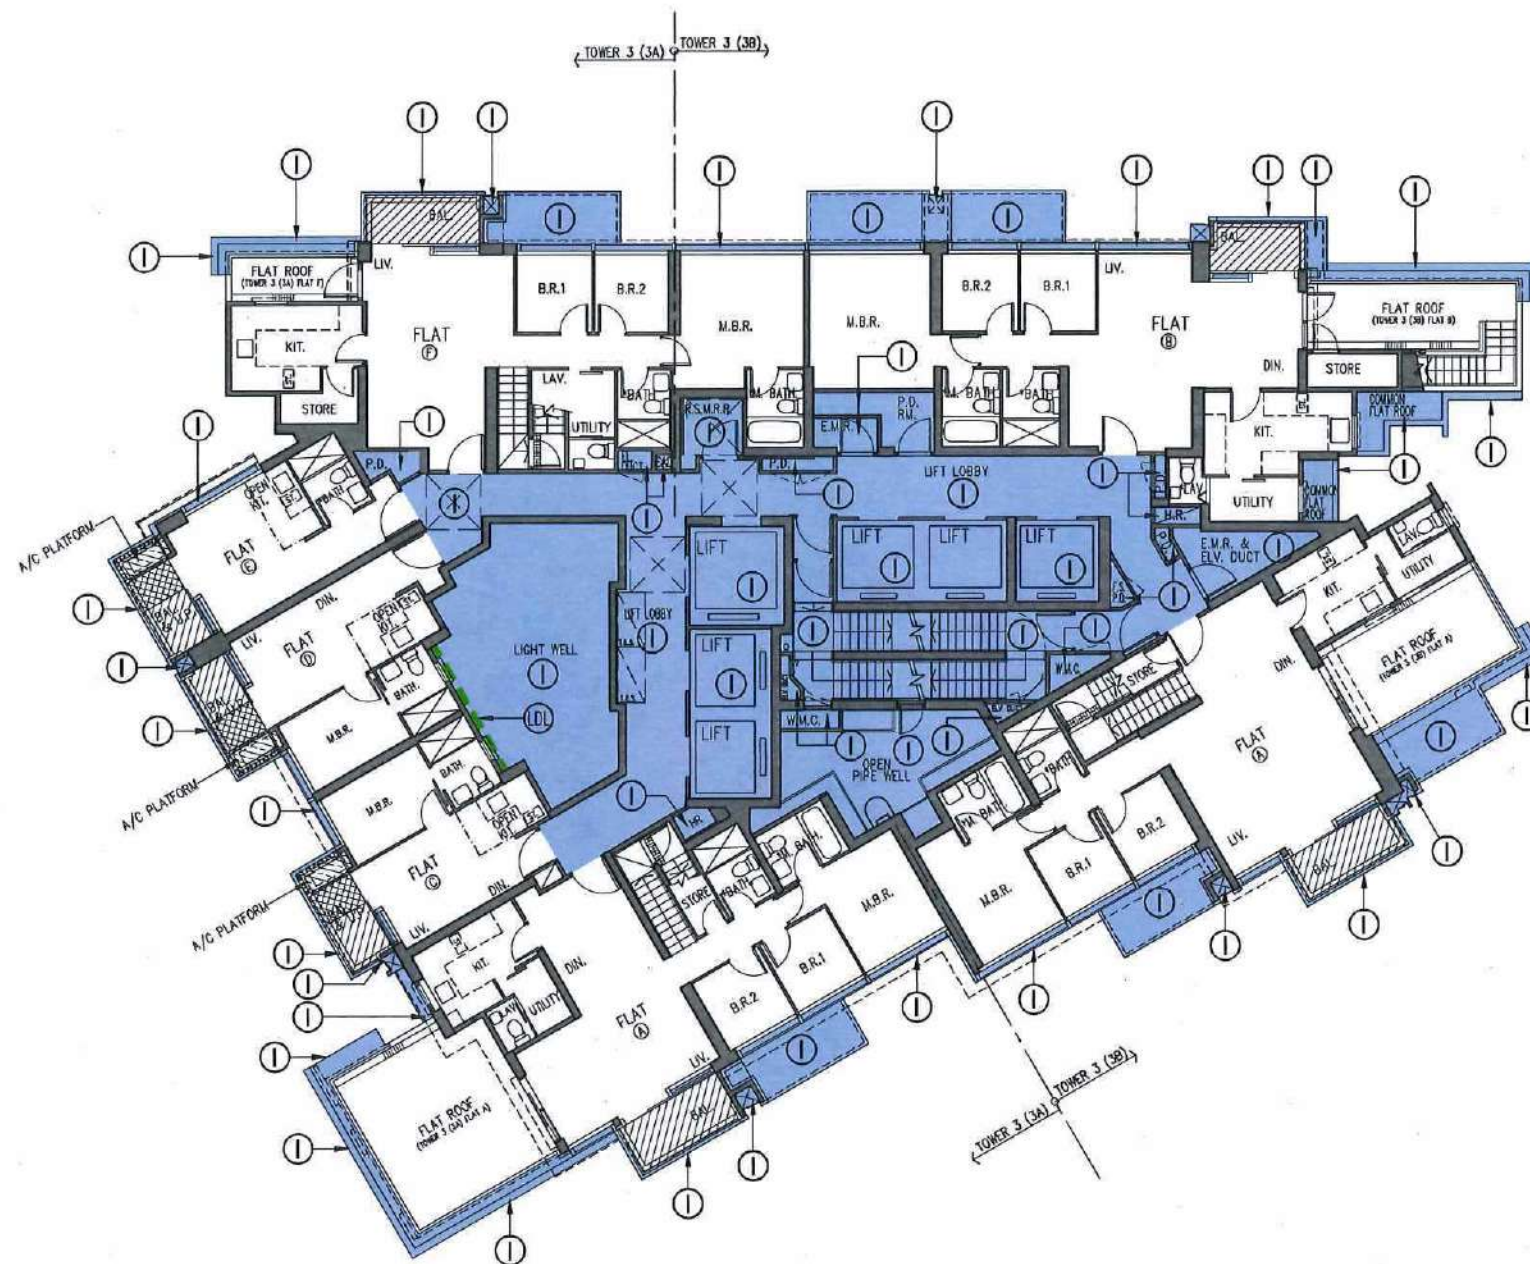 TOWER 3 (3A)
TOWER 3 (3B)
BAL.
BAL.
LIV.
FLAT ROOF
(TOWER 3 (3A) FLAT F)
B.R.1
B.R.2
M.B.R.
M.B.R.
B.R.2
B.R.1
LIV.
FLAT ROOF
(TOWER 3 (3B) FLAT B)
KIT.
FLAT
F
FLAT
B
DIN.
STORE
STORE
LAV.
UTILITY
BATH
M. BATH
E.M.R.
P.D.
RM.
M. BATH
BATH
KIT.
COMMON
FLAT ROOF
R.S.M.R.R.
P.D.
P.D.
LIFT LOBBY
LAV.
UTILITY
COMMON
FLAT
ROOF
OPEN
KIT.
BATH
A/C PLATFORM
FLAT
E
LIFT
LIFT
LIFT
LIFT
E.M.R. &
ELV. DUCT
LAV.
UTILITY
KIT.
DIN.
OPEN
KIT.
LIV.
FLAT
D
LIFT LOBBY
LIGHT WELL
BATH.
FLAT ROOF
(TOWER 3 (3B) FLAT A)
DIN.
W.M.C.
STORE
LIFT
M.B.R.
LDL
A/C PLATFORM
LIFT
W.M.C.
OPEN
PIPE WELL
FLAT
A
M.B.R.
BATH.
OPEN
KIT.
HR
M. BATH
BATH
B.R.2
B.R.1
M.B.R.
LIV.
BAL.
FLAT
C
DIN.
LIV.
A/C PLATFORM
STORE
BATH
M. BATH.
M.B.R.
KIT.
DIN.
UTILITY
LAV.
B.R.1
B.R.2
FLAT
A
LIV.
BAL.
FLAT ROOF
(TOWER 3 (3A) FLAT A)
TOWER 3 (3B)
TOWER 3 (3A)